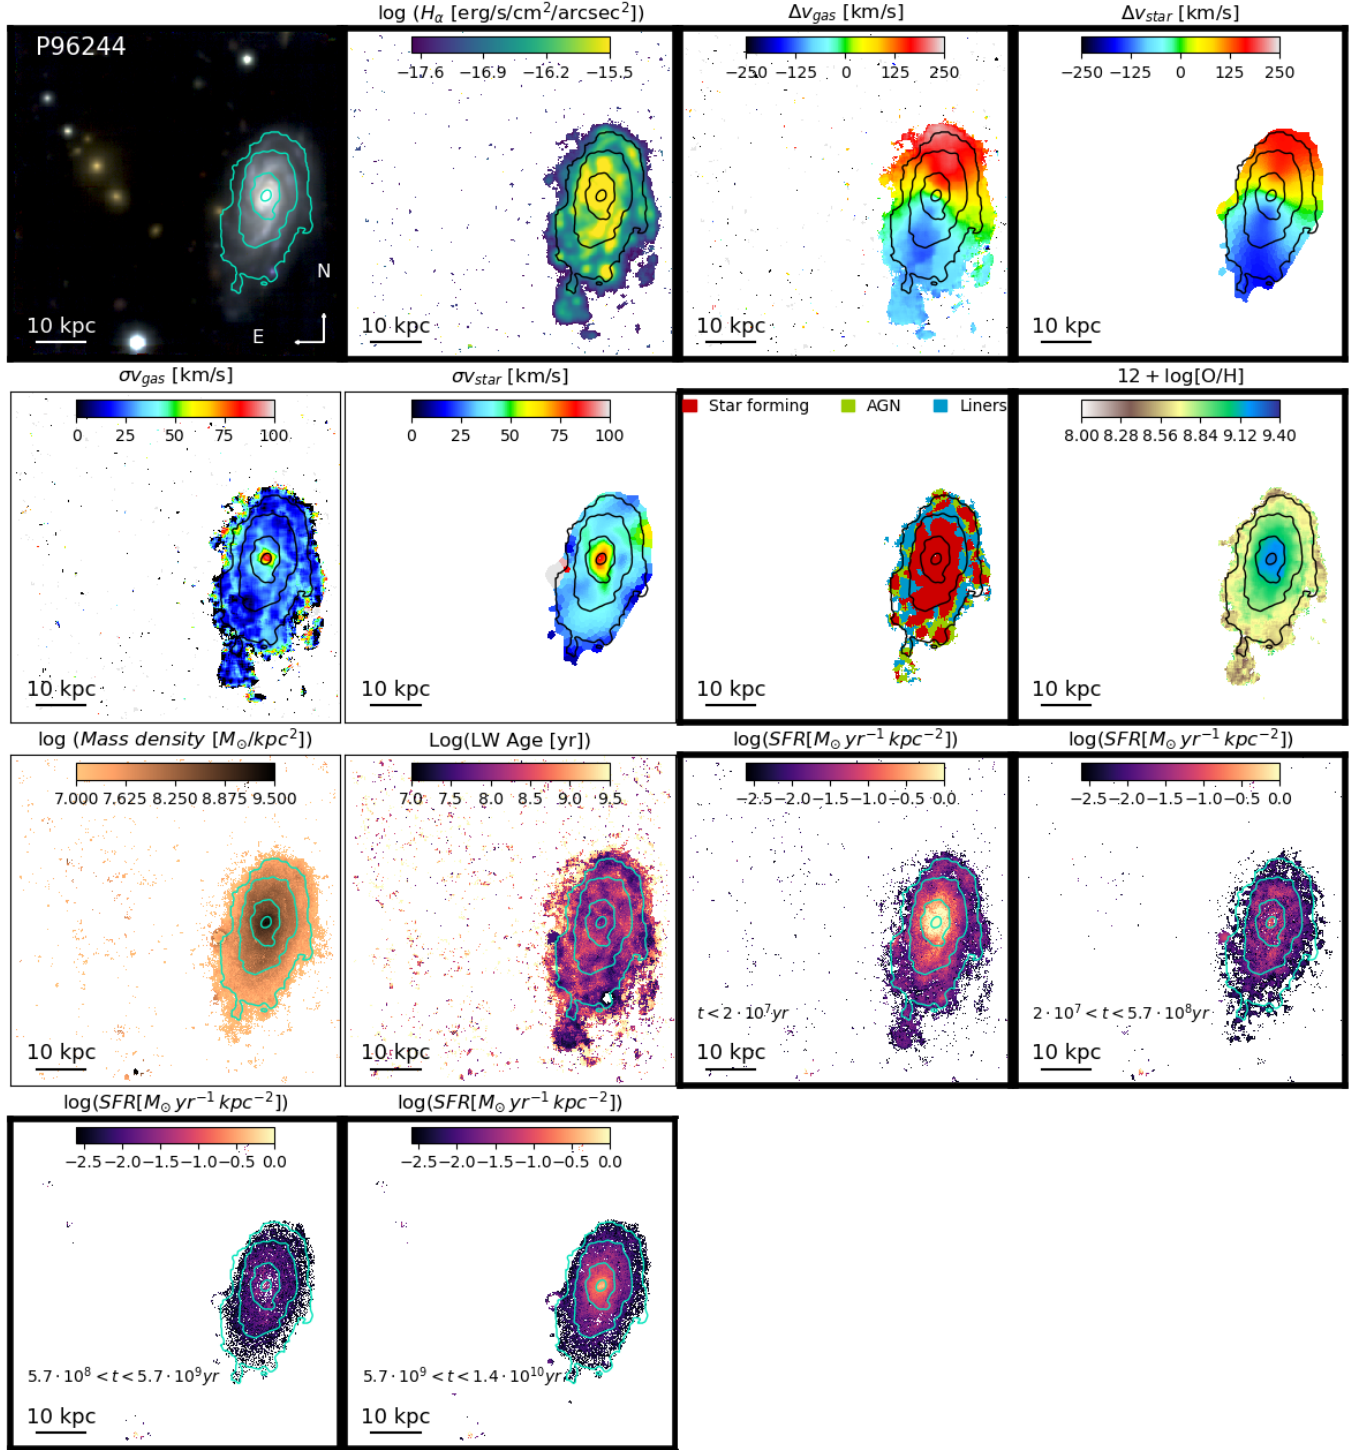 log (Hα [erg/s/cm²/arcsec²])
Δv_gas [km/s]
Δv_star [km/s]
P96244
N
E
10 kpc
−17.6 −16.9 −16.2 −15.5
10 kpc
−250 −125 0 125 250
10 kpc
−250 −125 0 125 250
10 kpc
σv_gas [km/s]
σv_star [km/s]
12 + log[O/H]
0 25 50 75 100
10 kpc
0 25 50 75 100
10 kpc
Star forming AGN Liners
10 kpc
8.00 8.28 8.56 8.84 9.12 9.40
10 kpc
log (Mass density [M⊙/kpc²])
Log(LW Age [yr])
log(SFR[M⊙ yr⁻¹ kpc⁻²])
log(SFR[M⊙ yr⁻¹ kpc⁻²])
7.000 7.625 8.250 8.875 9.500
10 kpc
7.0 7.5 8.0 8.5 9.0 9.5
10 kpc
−2.5 −2.0 −1.5 −1.0 −0.5 0.0
t < 2 · 10⁷yr
10 kpc
−2.5 −2.0 −1.5 −1.0 −0.5 0.0
2 · 10⁷ < t < 5.7 · 10⁸yr
10 kpc
log(SFR[M⊙ yr⁻¹ kpc⁻²])
log(SFR[M⊙ yr⁻¹ kpc⁻²])
−2.5 −2.0 −1.5 −1.0 −0.5 0.0
5.7 · 10⁸ < t < 5.7 · 10⁹yr
10 kpc
−2.5 −2.0 −1.5 −1.0 −0.5 0.0
5.7 · 10⁹ < t < 1.4 · 10¹⁰yr
10 kpc